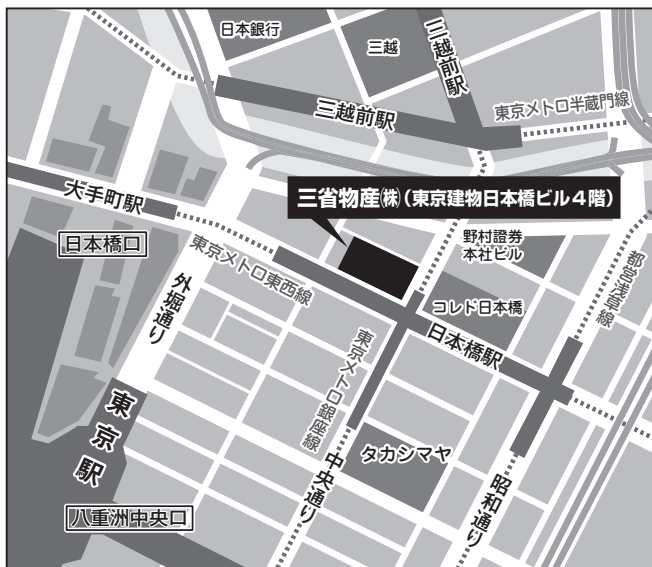 日本銀行
三越
三越前駅
三越前駅
東京メトロ半蔵門線
大手町駅
三省物産㈱(東京建物日本橋ビル4階)
日本橋口
野村證券
本社ビル
都営浅草線
東京メトロ東西線
外堀通り
コレド日本橋
日本橋駅
東京メトロ銀座線
東京駅
タカシマヤ
中央通り
昭和通り
八重洲中央口